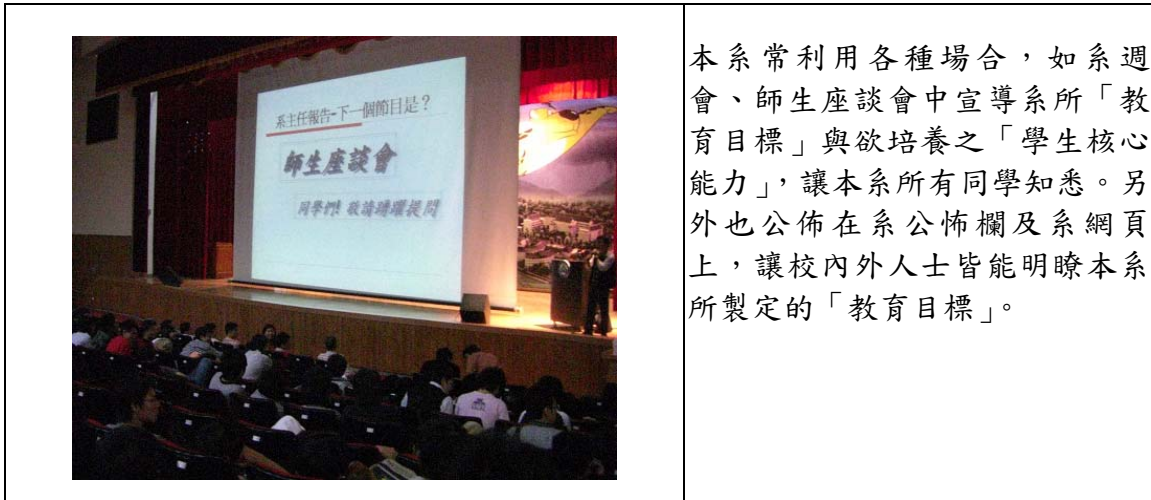 系主任報告-下一個節目是？
師生座談會
同學們! 敬請踴躍提問
本系常利用各種場合，如系週
會、師生座談會中宣導系所「教
育目標」與欲培養之「學生核心
能力」，讓本系所有同學知悉。另
外也公佈在系公怖欄及系網頁
上，讓校內外人士皆能明瞭本系
所製定的「教育目標」。